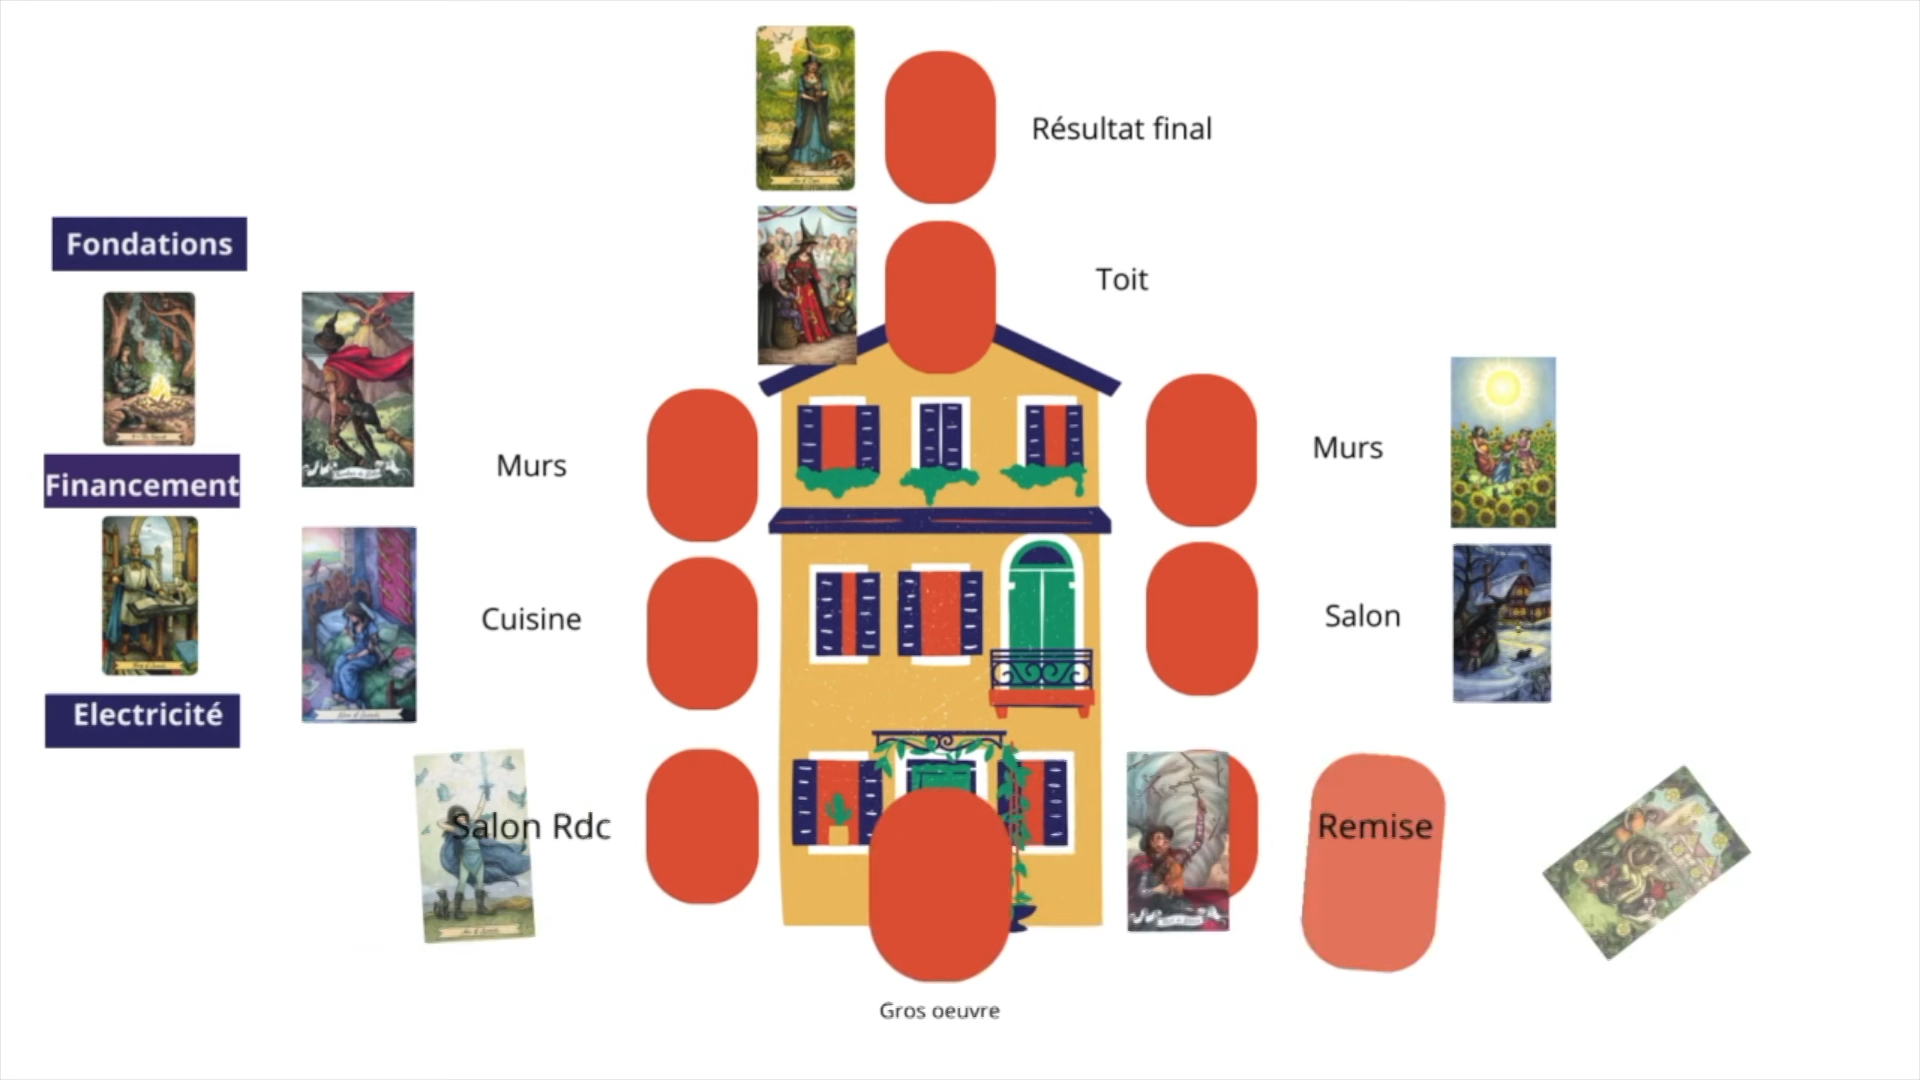 Résultat final
Toit
Fondations
Financement
Electricité
Murs
Murs
Cuisine
Salon
Salon Rdc
Remise
Gros oeuvre